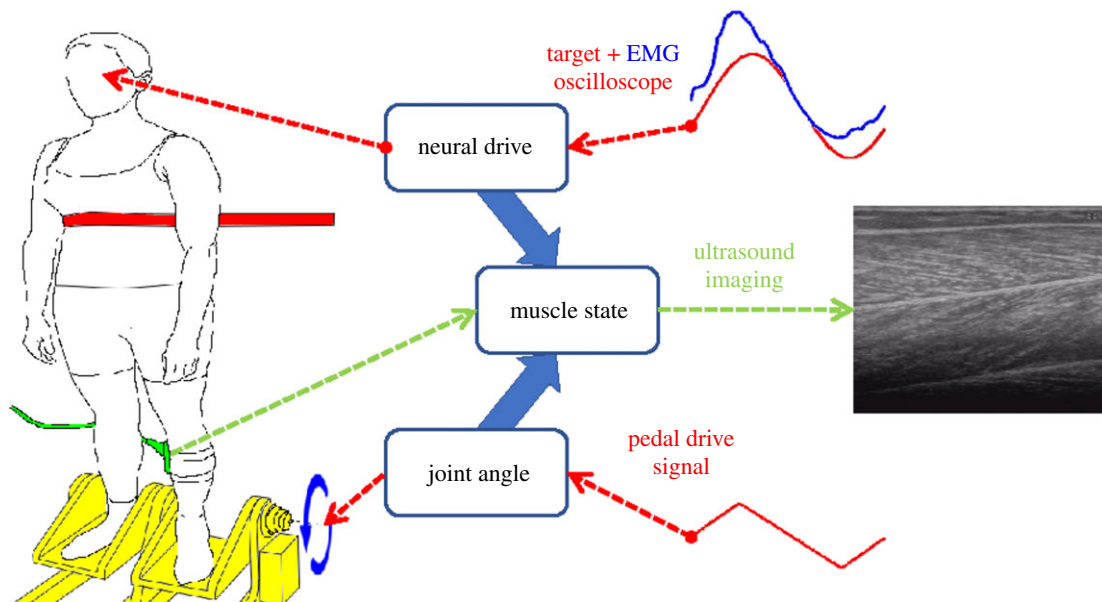 target + EMG
oscilloscope
neural drive
ultrasound
imaging
muscle state
pedal drive
signal
joint angle